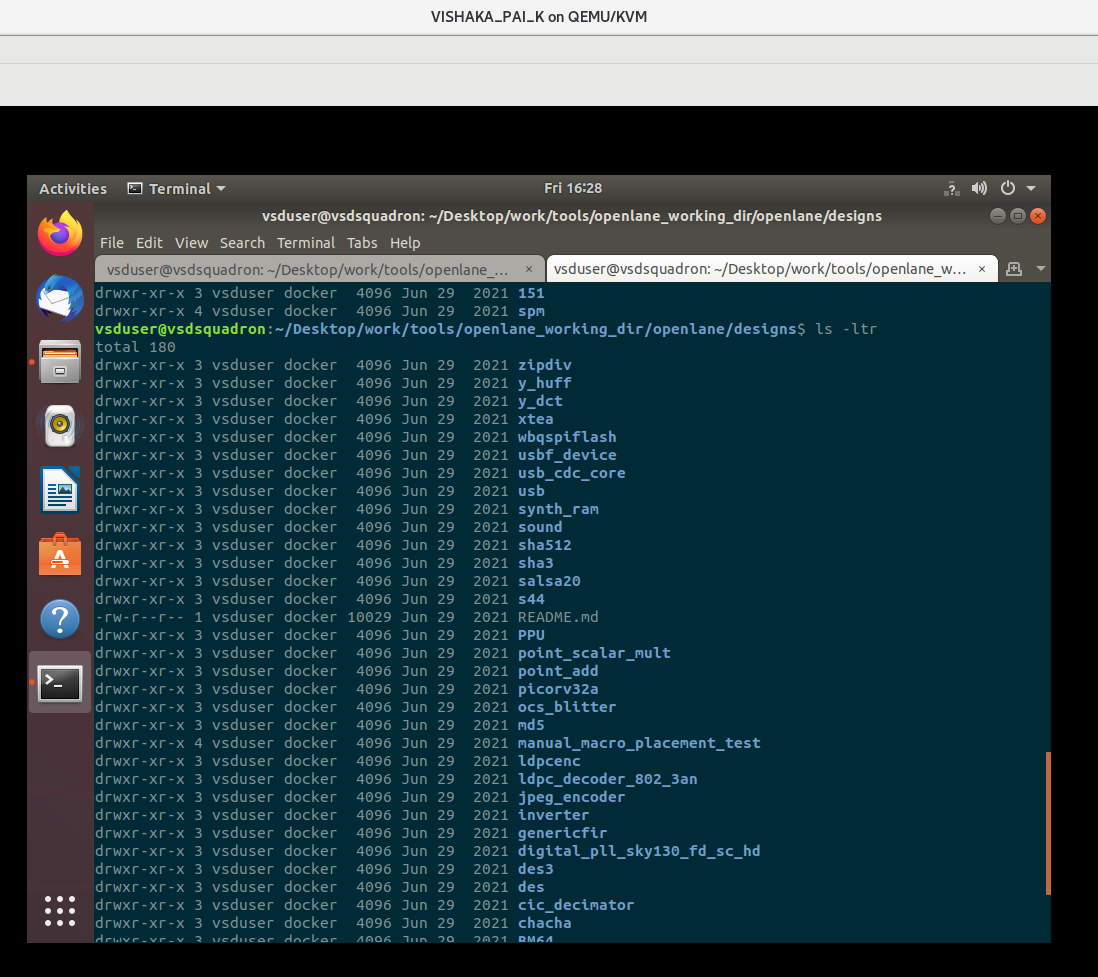 VISHAKA_PAI_K on QEMU/KVM
Activities Terminal Fri 16:28
vsduser@vsdsquadron: ~/Desktop/work/tools/openlane_working_dir/openlane/designs
File Edit View Search Terminal Tabs Help
vsduser@vsdsquadron: ~/Desktop/work/tools/openlane_... × vsduser@vsdsquadron: ~/Desktop/work/tools/openlane_w... ×
drwxr-xr-x 3 vsduser docker  4096 Jun 29  2021 151
drwxr-xr-x 4 vsduser docker  4096 Jun 29  2021 spm
vsduser@vsdsquadron:~/Desktop/work/tools/openlane_working_dir/openlane/designs$ ls -ltr
total 180
drwxr-xr-x 3 vsduser docker  4096 Jun 29  2021 zipdiv
drwxr-xr-x 3 vsduser docker  4096 Jun 29  2021 y_huff
drwxr-xr-x 3 vsduser docker  4096 Jun 29  2021 y_dct
drwxr-xr-x 3 vsduser docker  4096 Jun 29  2021 xtea
drwxr-xr-x 3 vsduser docker  4096 Jun 29  2021 wbqspiflash
drwxr-xr-x 3 vsduser docker  4096 Jun 29  2021 usbf_device
drwxr-xr-x 3 vsduser docker  4096 Jun 29  2021 usb_cdc_core
drwxr-xr-x 3 vsduser docker  4096 Jun 29  2021 usb
drwxr-xr-x 3 vsduser docker  4096 Jun 29  2021 synth_ram
drwxr-xr-x 3 vsduser docker  4096 Jun 29  2021 sound
drwxr-xr-x 3 vsduser docker  4096 Jun 29  2021 sha512
drwxr-xr-x 3 vsduser docker  4096 Jun 29  2021 sha3
drwxr-xr-x 3 vsduser docker  4096 Jun 29  2021 salsa20
drwxr-xr-x 3 vsduser docker  4096 Jun 29  2021 s44
-rw-r--r-- 1 vsduser docker 10029 Jun 29  2021 README.md
drwxr-xr-x 3 vsduser docker  4096 Jun 29  2021 PPU
drwxr-xr-x 3 vsduser docker  4096 Jun 29  2021 point_scalar_mult
drwxr-xr-x 3 vsduser docker  4096 Jun 29  2021 point_add
drwxr-xr-x 3 vsduser docker  4096 Jun 29  2021 picorv32a
drwxr-xr-x 3 vsduser docker  4096 Jun 29  2021 ocs_blitter
drwxr-xr-x 3 vsduser docker  4096 Jun 29  2021 md5
drwxr-xr-x 4 vsduser docker  4096 Jun 29  2021 manual_macro_placement_test
drwxr-xr-x 3 vsduser docker  4096 Jun 29  2021 ldpcenc
drwxr-xr-x 3 vsduser docker  4096 Jun 29  2021 ldpc_decoder_802_3an
drwxr-xr-x 3 vsduser docker  4096 Jun 29  2021 jpeg_encoder
drwxr-xr-x 3 vsduser docker  4096 Jun 29  2021 inverter
drwxr-xr-x 3 vsduser docker  4096 Jun 29  2021 genericfir
drwxr-xr-x 3 vsduser docker  4096 Jun 29  2021 digital_pll_sky130_fd_sc_hd
drwxr-xr-x 3 vsduser docker  4096 Jun 29  2021 des3
drwxr-xr-x 3 vsduser docker  4096 Jun 29  2021 des
drwxr-xr-x 3 vsduser docker  4096 Jun 29  2021 cic_decimator
drwxr-xr-x 3 vsduser docker  4096 Jun 29  2021 chacha
drwxr-xr-x 3 vsduser docker  4096 Jun 29  2021 BM64